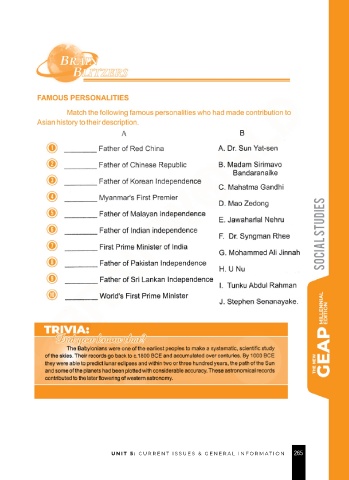 BRAIN
BLITZERS
FAMOUS PERSONALITIES
Match the following famous personalities who had made contribution to
Asian history to their description.
A
B
1 ________ Father of Red China
2 ________ Father of Chinese Republic
3 ________ Father of Korean Independence
4 ________ Myanmar's First Premier
5 ________ Father of Malayan independence
6 ________ Father of Indian independence
7 ________ First Prime Minister of India
8 ________ Father of Pakistan Independence
9 ________ Father of Sri Lankan Independence
10 ________ World's First Prime Minister
A. Dr. Sun Yat-sen
B. Madam Sirimavo
Bandaranaike
C. Mahatma Gandhi
D. Mao Zedong
E. Jawaharlal Nehru
F. Dr. Syngman Rhee
G. Mohammed Ali Jinnah
H. U Nu
I. Tunku Abdul Rahman
J. Stephen Senanayake.
TRIVIA:
Did you know that?
The Babylonians were one of the earliest peoples to make a systematic, scientific study
of the skies. Their records go back to c.1800 BCE and accumulated over centuries. By 1000 BCE
they were able to predict lunar eclipses and within two or three hundred years, the path of the Sun
and some of the planets had been plotted with considerable accuracy. These astronomical records
contributed to the later flowering of western astronomy.
SOCIAL STUDIES
THE NEW
GEAP
MILLENNIAL
EDITION
UNIT 5: CURRENT ISSUES & GENERAL INFORMATION
265